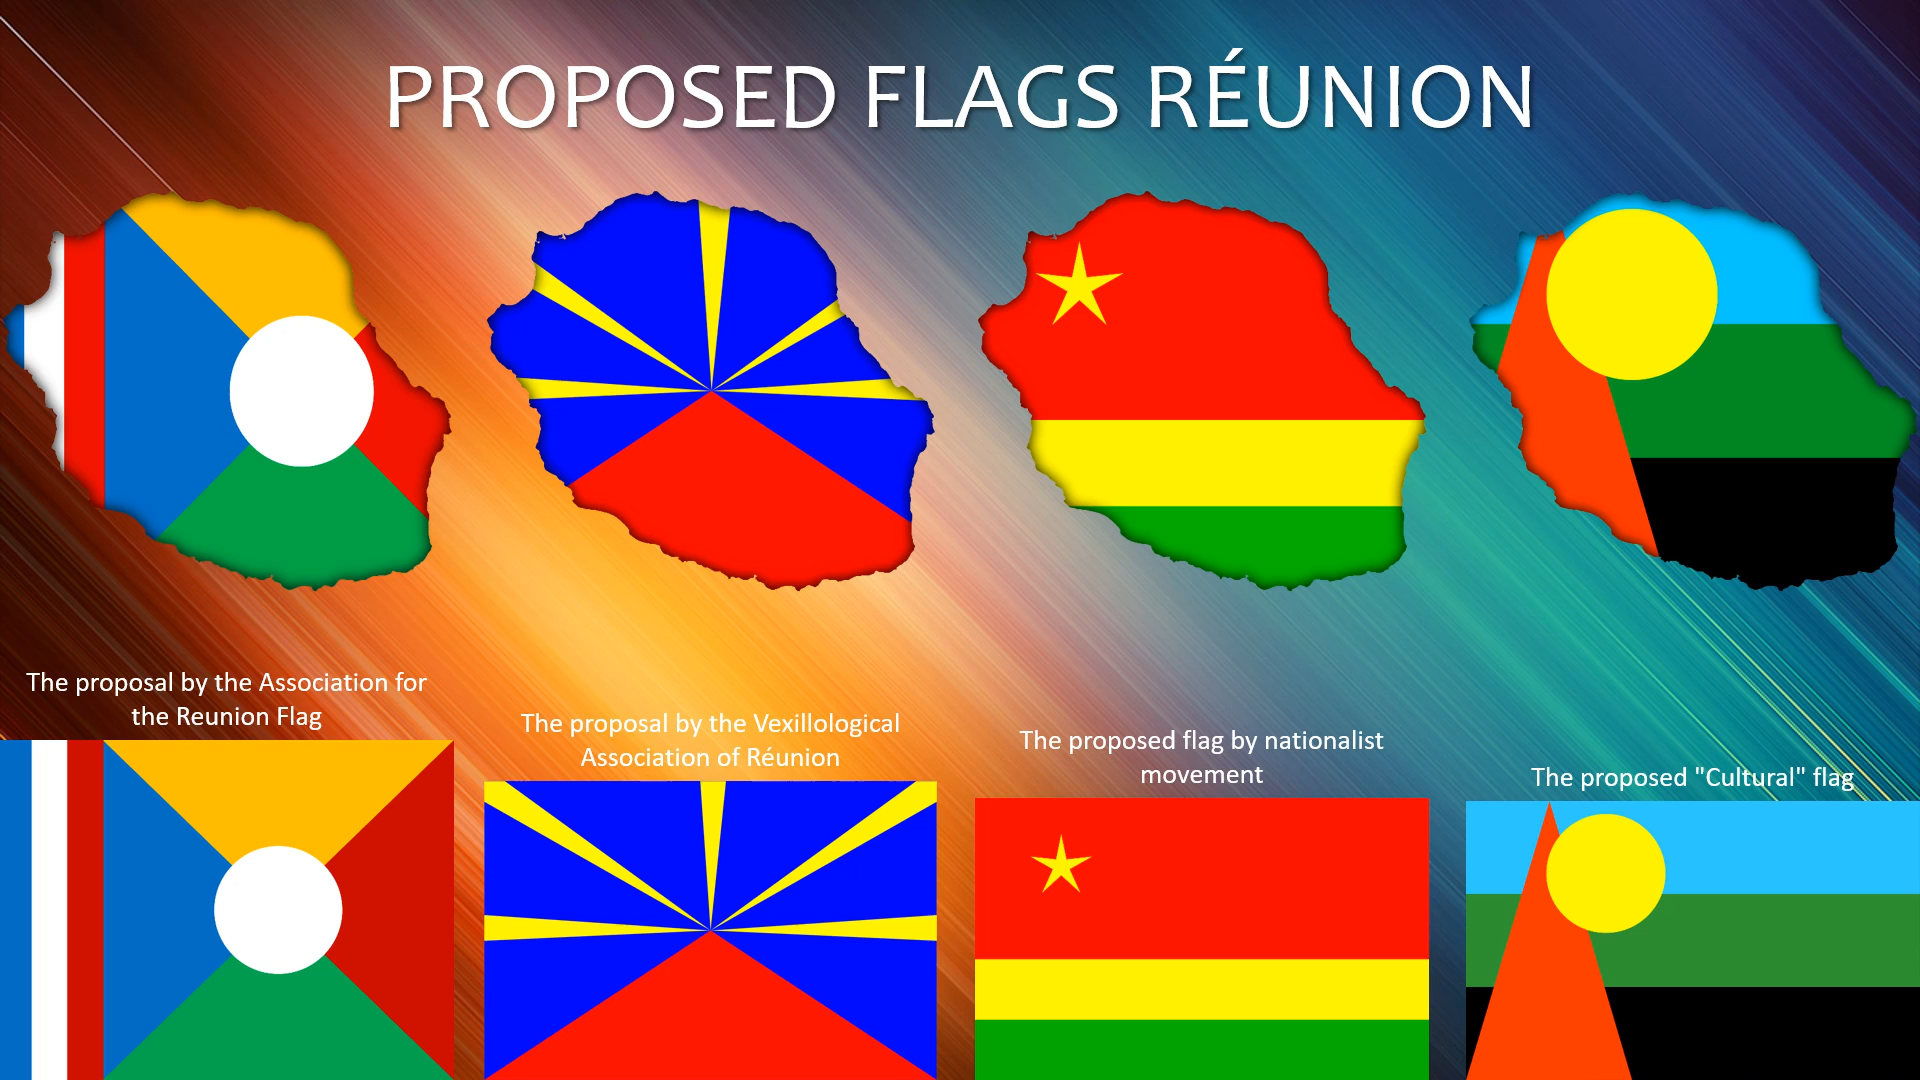 PROPOSED FLAGS RÉUNION
The proposal by the Association for
the Reunion Flag
The proposal by the Vexillological
Association of Réunion
The proposed flag by nationalist
movement
The proposed "Cultural" flag